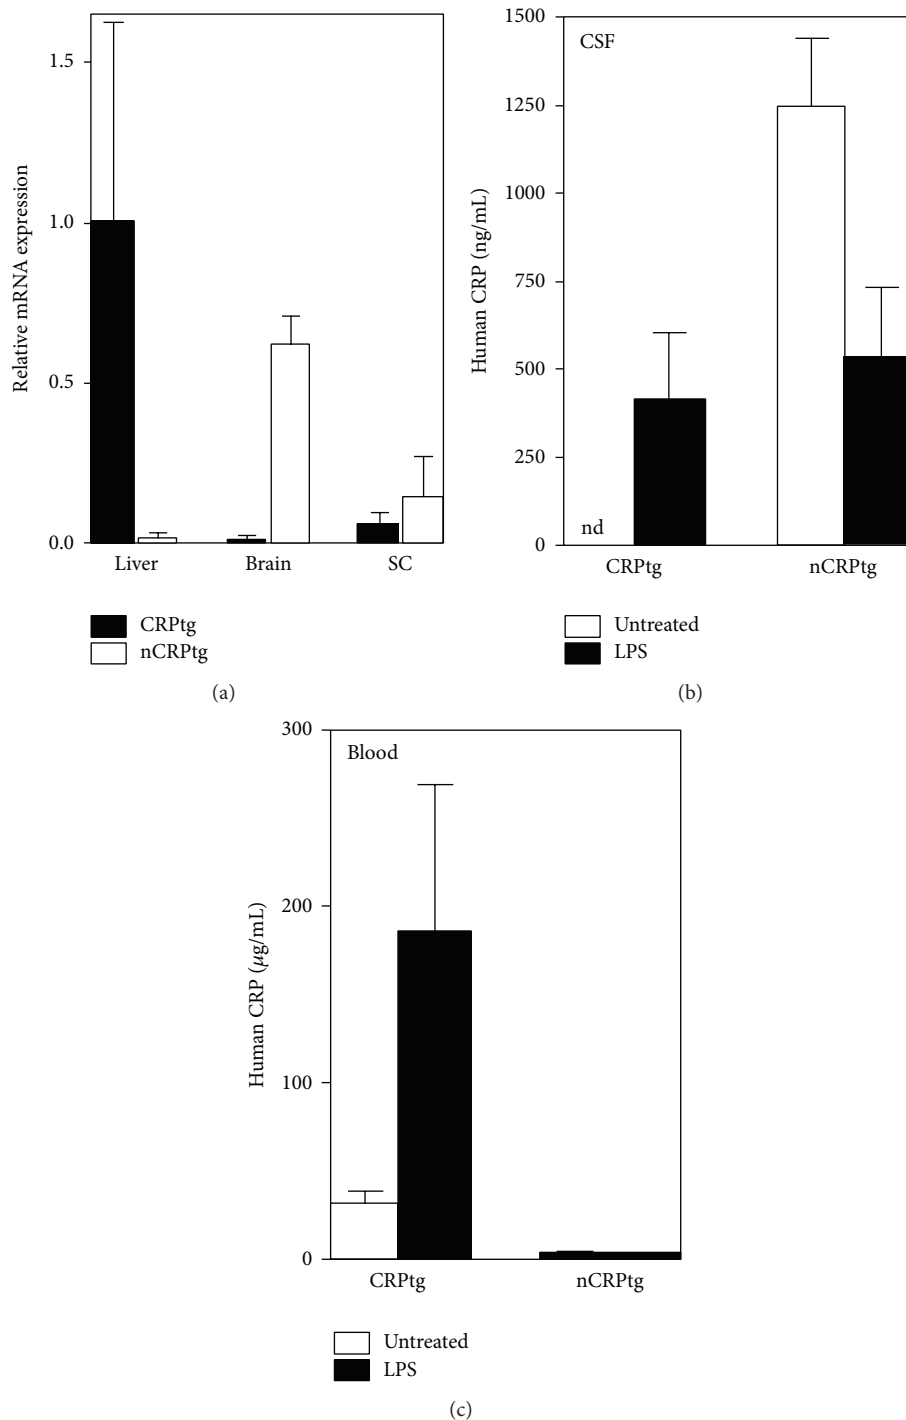 Relative mRNA expression
1.5
1.0
0.5
0.0
Liver
Brain
SC
CRPtg
nCRPtg
(a)
Human CRP (ng/mL)
1500
1250
1000
750
500
250
0
CSF
nd
CRPtg
nCRPtg
Untreated
LPS
(b)
Human CRP (μg/mL)
300
200
100
0
Blood
CRPtg
nCRPtg
Untreated
LPS
(c)